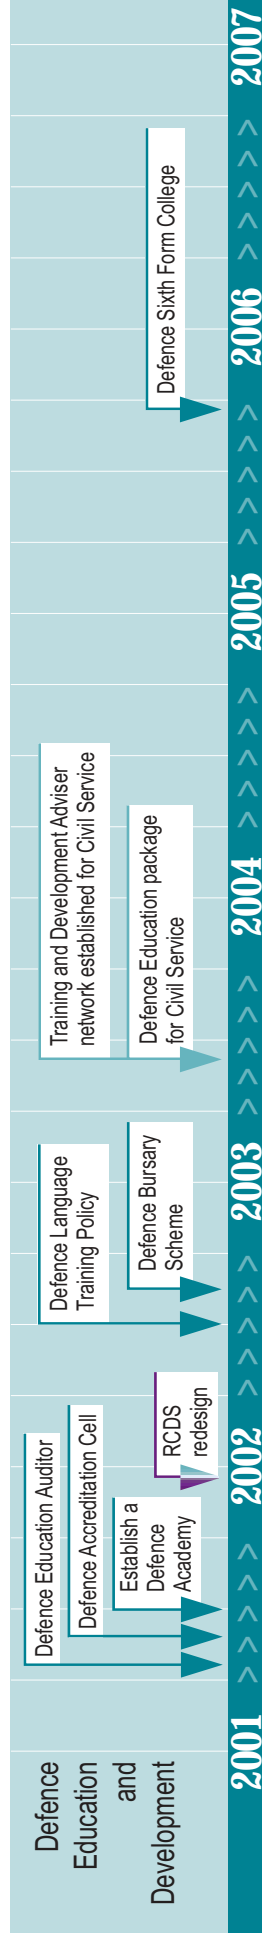 Defence
Education
and
Development
Defence Education Auditor
Defence Accreditation Cell
Establish a
Defence
Academy
RCDS
redesign
Defence Language
Training Policy
Defence Bursary
Scheme
Training and Development Adviser
network established for Civil Service
Defence Education package
for Civil Service
Defence Sixth Form College
2001 > > > > > 2002 > > > > > 2003 > > > > > 2004 > > > > > 2005 > > > > > 2006 > > > > > 2007